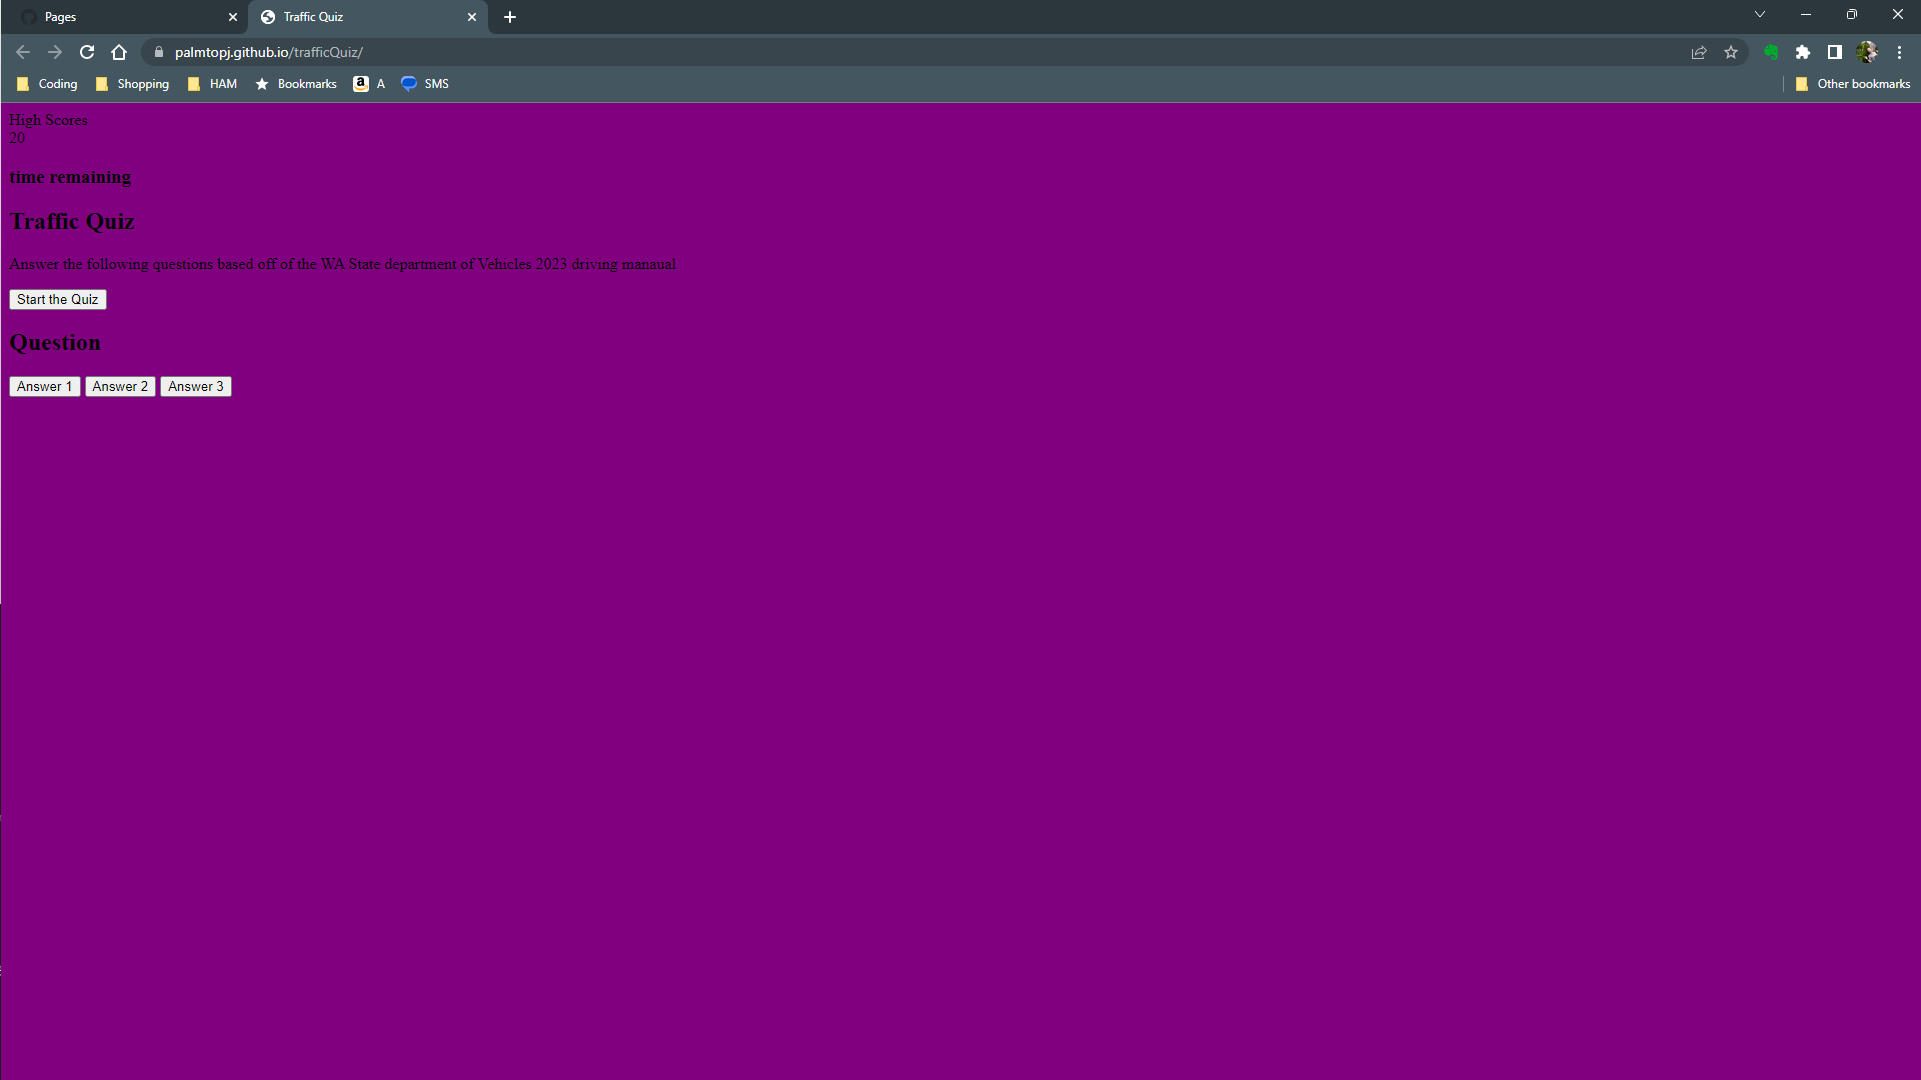 Pages
Traffic Quiz
palmtopj.github.io/trafficQuiz/
Coding Shopping HAM Bookmarks a A SMS Other bookmarks
High Scores
20
time remaining
Traffic Quiz
Answer the following questions based off of the WA State department of Vehicles 2023 driving manaual
Start the Quiz
Question
Answer 1 Answer 2 Answer 3